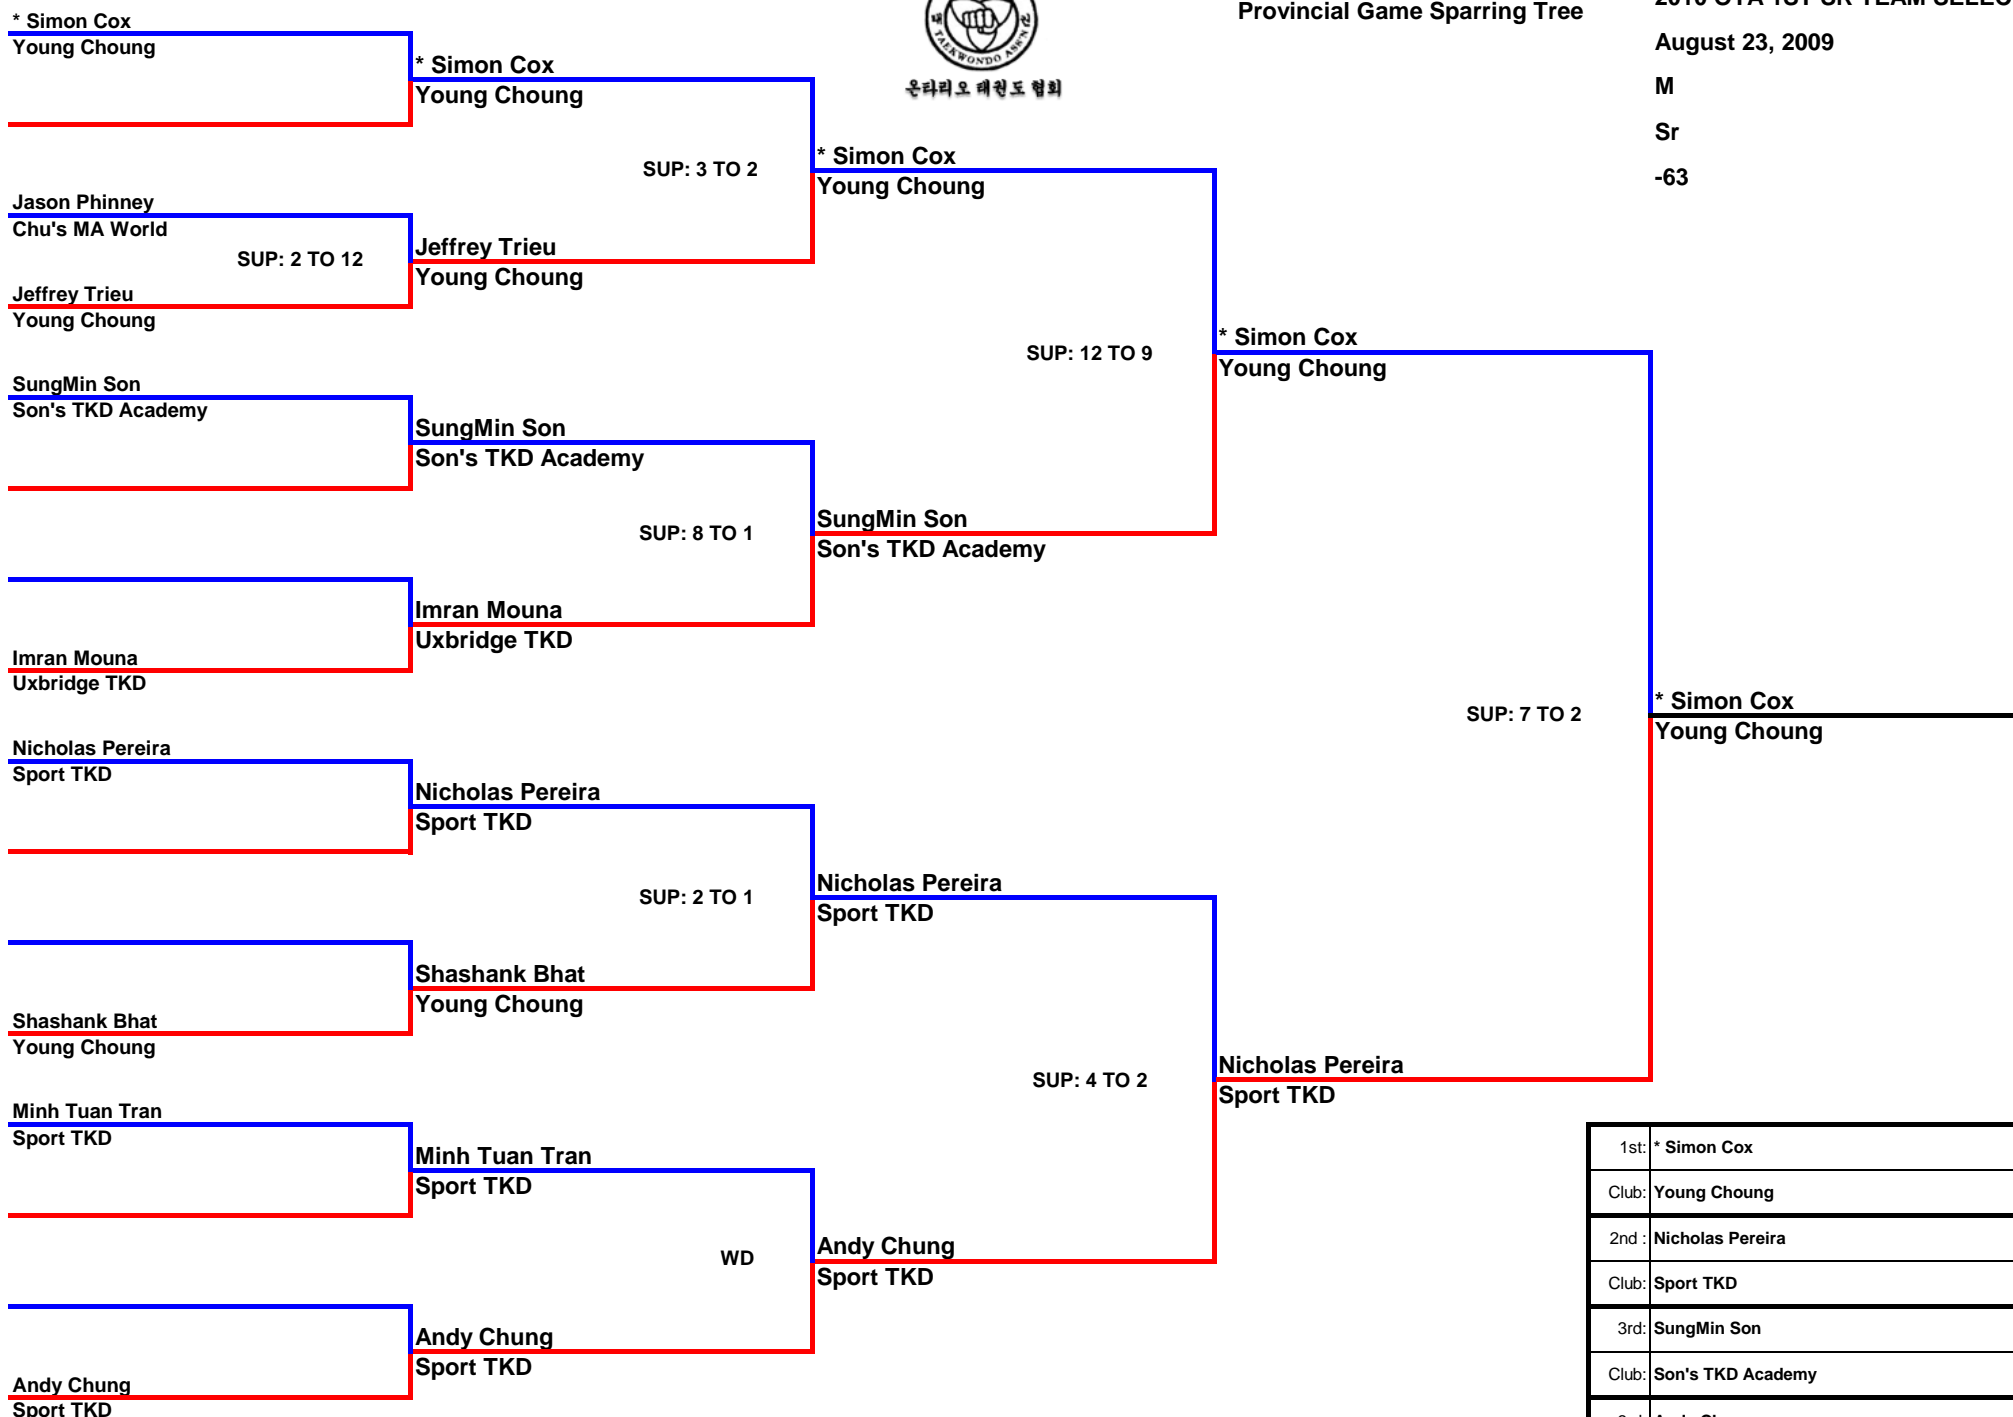 Provincial Game Sparring Tree
2010 OTA 1ST SR TEAM SELEC
August 23, 2009
M
Sr
-63
TAEKWONDO ASS'N
온타리오 태권도 협회
* Simon Cox
Young Choung
Jason Phinney
Chu's MA World
SUP: 2 TO 12
Jeffrey Trieu
Young Choung
SungMin Son
Son's TKD Academy
Imran Mouna
Uxbridge TKD
Nicholas Pereira
Sport TKD
Shashank Bhat
Young Choung
Minh Tuan Tran
Sport TKD
Andy Chung
Sport TKD
* Simon Cox
Young Choung
SUP: 3 TO 2
Jeffrey Trieu
Young Choung
SungMin Son
Son's TKD Academy
SUP: 8 TO 1
Imran Mouna
Uxbridge TKD
Nicholas Pereira
Sport TKD
SUP: 2 TO 1
Shashank Bhat
Young Choung
Minh Tuan Tran
Sport TKD
WD
Andy Chung
Sport TKD
* Simon Cox
Young Choung
SUP: 12 TO 9
SungMin Son
Son's TKD Academy
Nicholas Pereira
Sport TKD
SUP: 4 TO 2
Andy Chung
Sport TKD
* Simon Cox
Young Choung
SUP: 7 TO 2
Nicholas Pereira
Sport TKD
* Simon Cox
Young Choung
1st: * Simon Cox
Club: Young Choung
2nd : Nicholas Pereira
Club: Sport TKD
3rd: SungMin Son
Club: Son's TKD Academy